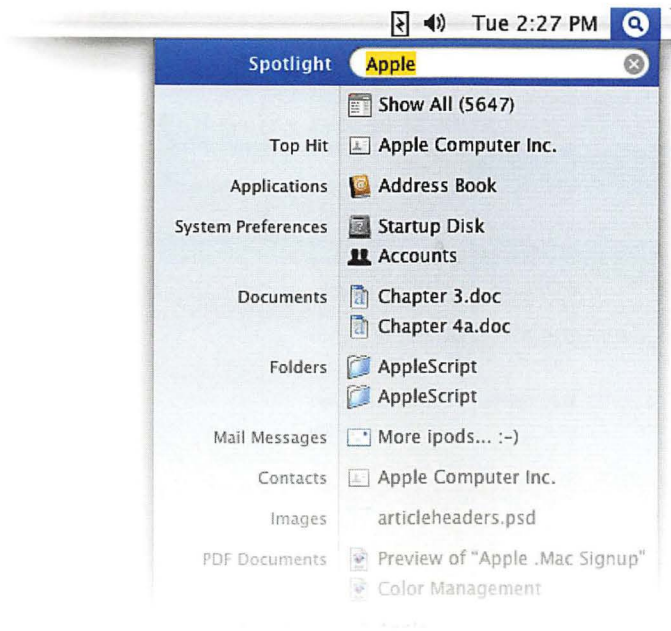 Tue 2:27 PM
Spotlight Apple
Show All (5647)
Top Hit Apple Computer Inc.
Applications Address Book
System Preferences Startup Disk
Accounts
Documents Chapter 3.doc
Chapter 4a.doc
Folders AppleScript
AppleScript
Mail Messages More ipods... :-)
Contacts Apple Computer Inc.
Images articleheaders.psd
PDF Documents Preview of "Apple .Mac Signup"
Color Management